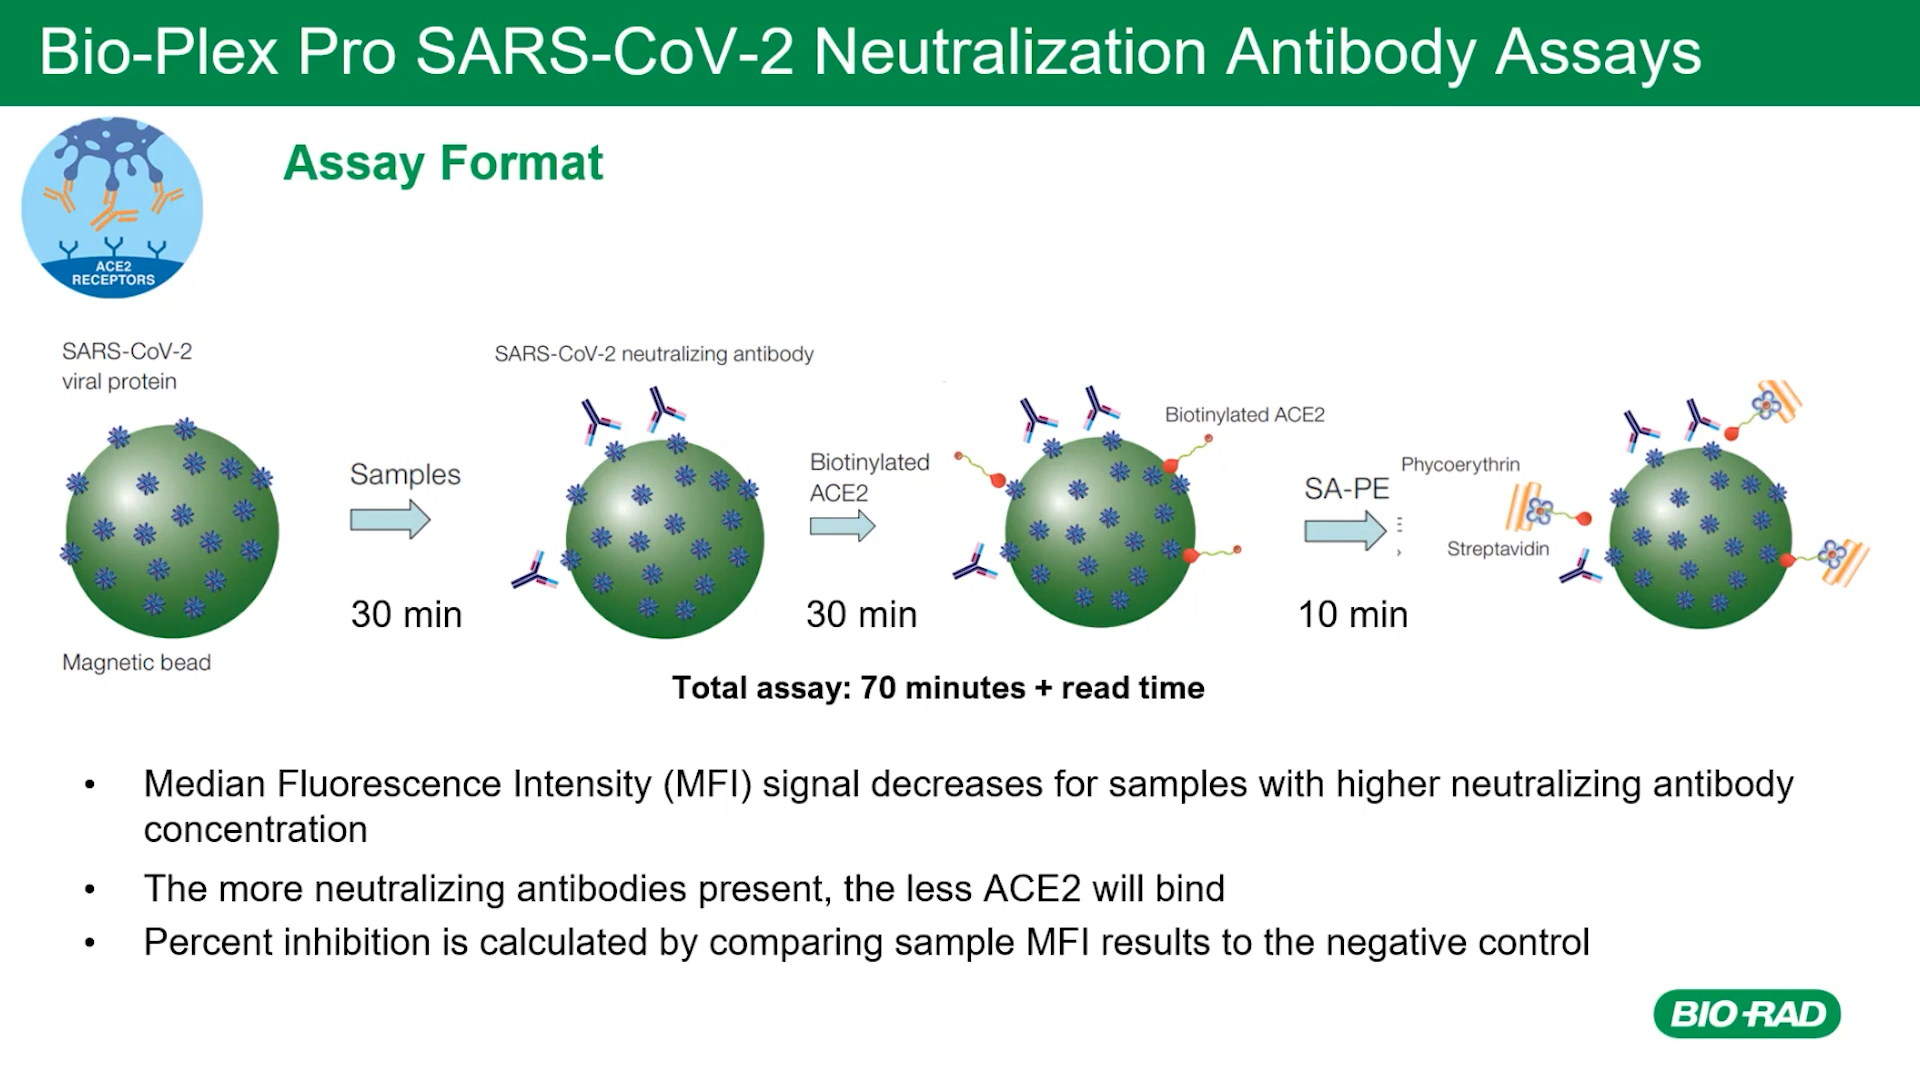 Bio-Plex Pro SARS-CoV-2 Neutralization Antibody Assays
Assay Format
ACE2
RECEPTORS
SARS-CoV-2
viral protein
Magnetic bead
Samples
30 min
SARS-CoV-2 neutralizing antibody
Biotinylated
ACE2
30 min
Biotinylated ACE2
SA-PE
10 min
Phycoerythrin
Streptavidin
Total assay: 70 minutes + read time
• Median Fluorescence Intensity (MFI) signal decreases for samples with higher neutralizing antibody
concentration
• The more neutralizing antibodies present, the less ACE2 will bind
• Percent inhibition is calculated by comparing sample MFI results to the negative control
BIO-RAD